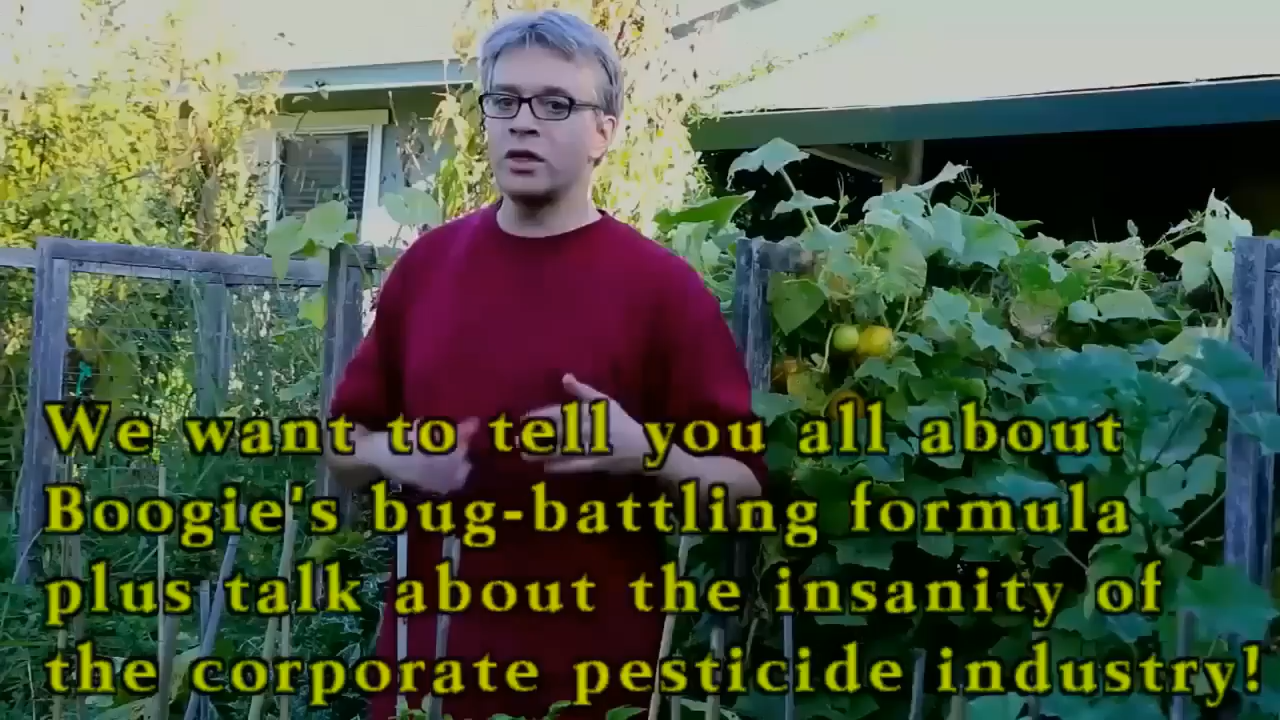 We want to tell you all about
Boogie's bug-battling formula
plus talk about the insanity of
the corporate pesticide industry!